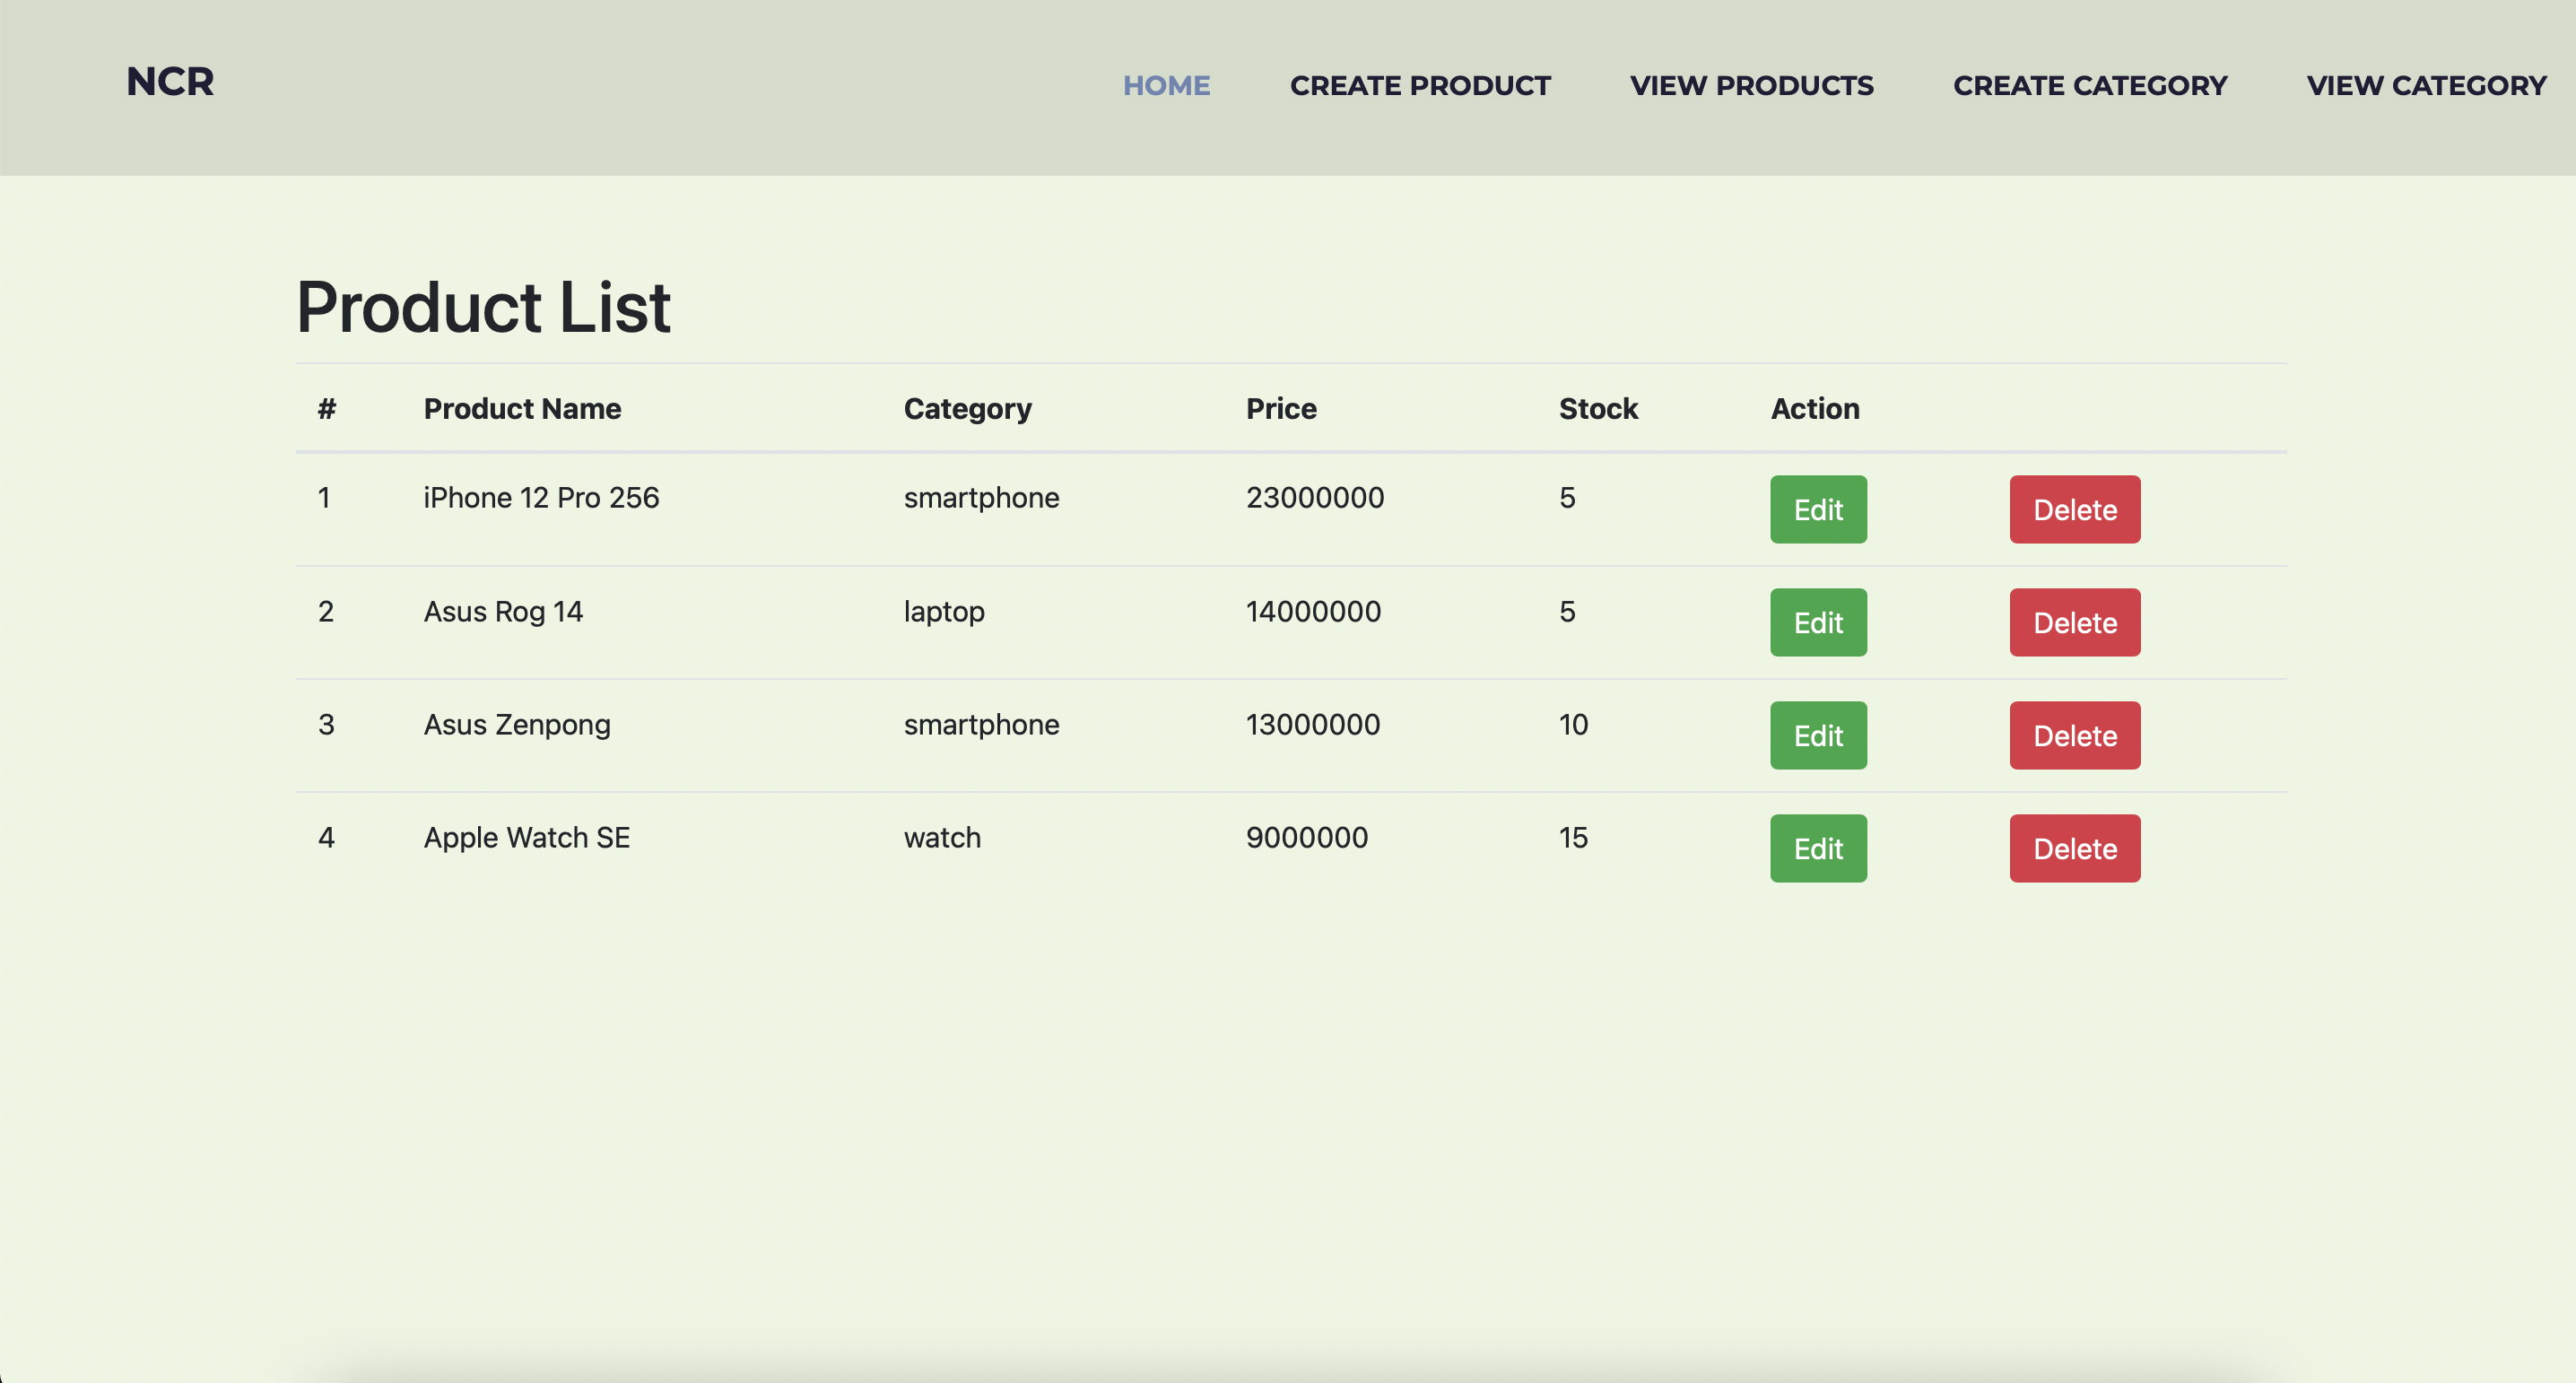 NCR HOME CREATE PRODUCT VIEW PRODUCTS CREATE CATEGORY VIEW CATEGORY
Product List
# Product Name Category Price Stock Action
1 iPhone 12 Pro 256 smartphone 23000000 5 Edit Delete
2 Asus Rog 14 laptop 14000000 5 Edit Delete
3 Asus Zenpong smartphone 13000000 10 Edit Delete
4 Apple Watch SE watch 9000000 15 Edit Delete